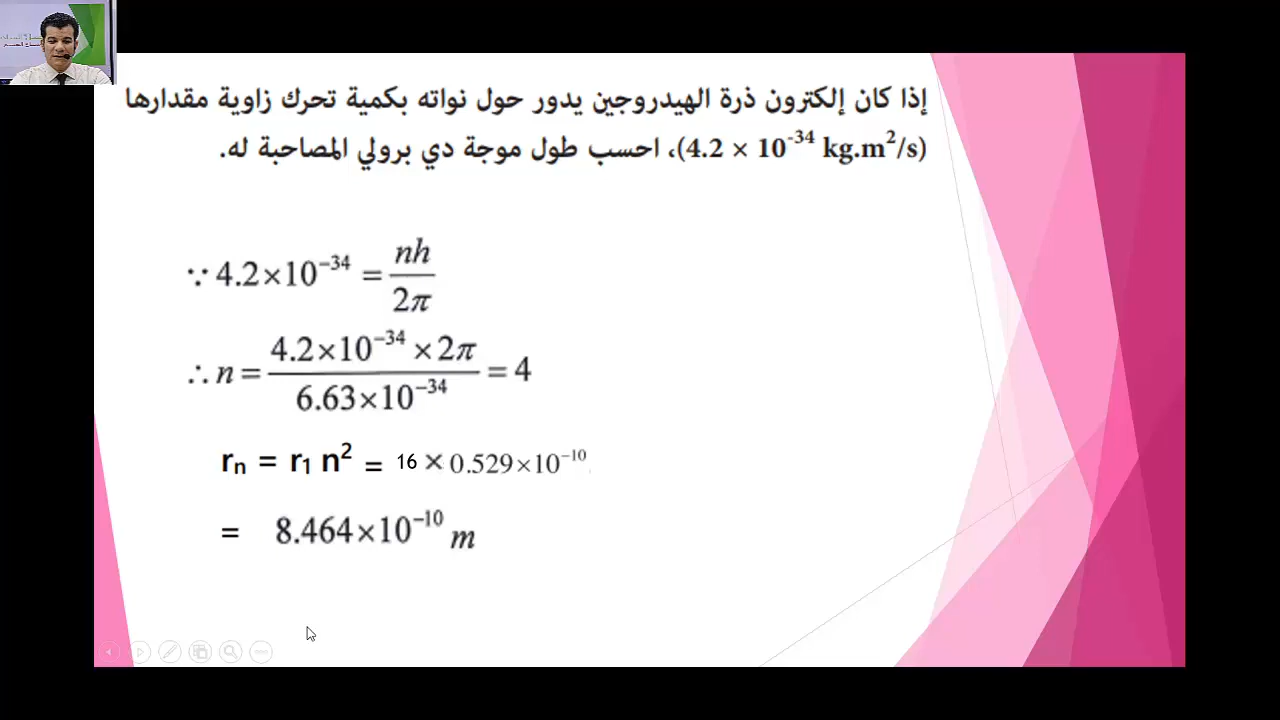 إذا كان إلكترون ذرة الهيدروجين يدور حول نواته بكمية تحرك زاوية مقدارها
(4.2 × 10⁻³⁴ kg.m²/s)، احسب طول موجة دي برولي المصاحبة له.
∵ 4.2×10⁻³⁴ = nh / 2π
∴ n = 4.2×10⁻³⁴ × 2π / 6.63×10⁻³⁴ = 4
rₙ = r₁ n² = 16 × 0.529×10⁻¹⁰
= 8.464×10⁻¹⁰ m